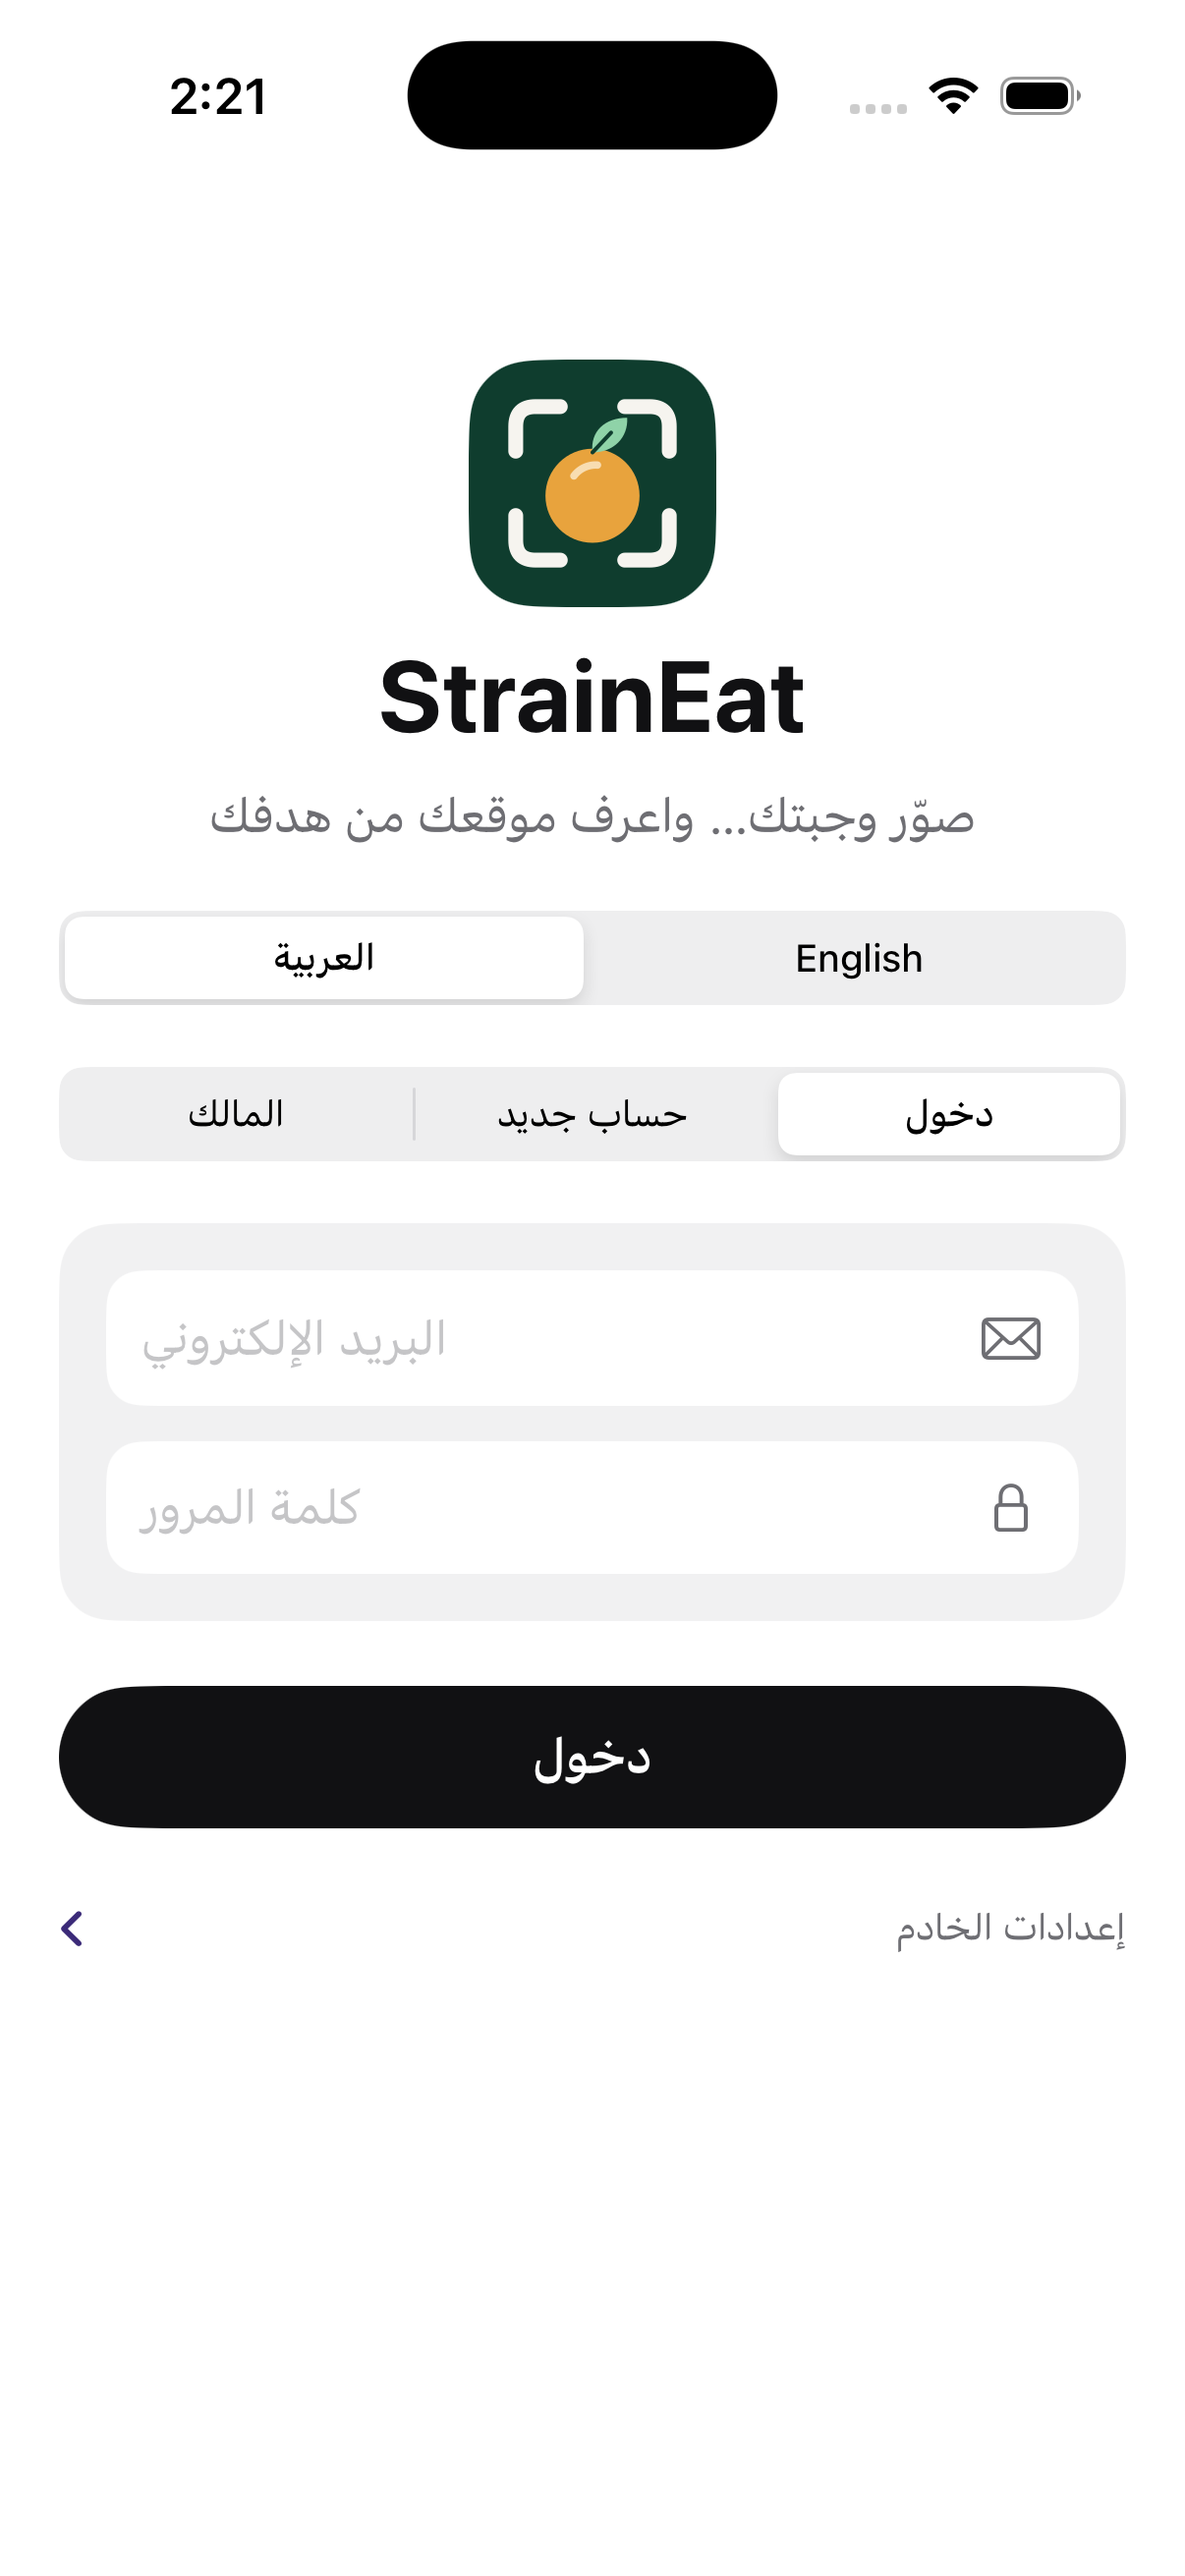 2:21
StrainEat
صوّر وجبتك... واعرف موقعك من هدفك
English
العربية
دخول
حساب جديد
المالك
البريد الإلكتروني
كلمة المرور
دخول
إعدادات الخادم